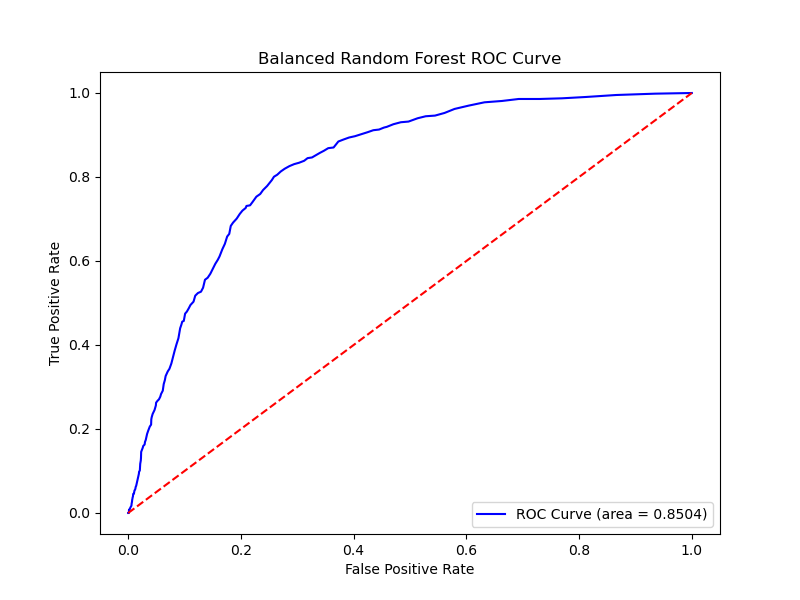 Balanced Random Forest ROC Curve
1.0
0.8
0.6
0.4
0.2
0.0
True Positive Rate
ROC Curve (area = 0.8504)
0.0 0.2 0.4 0.6 0.8 1.0
False Positive Rate